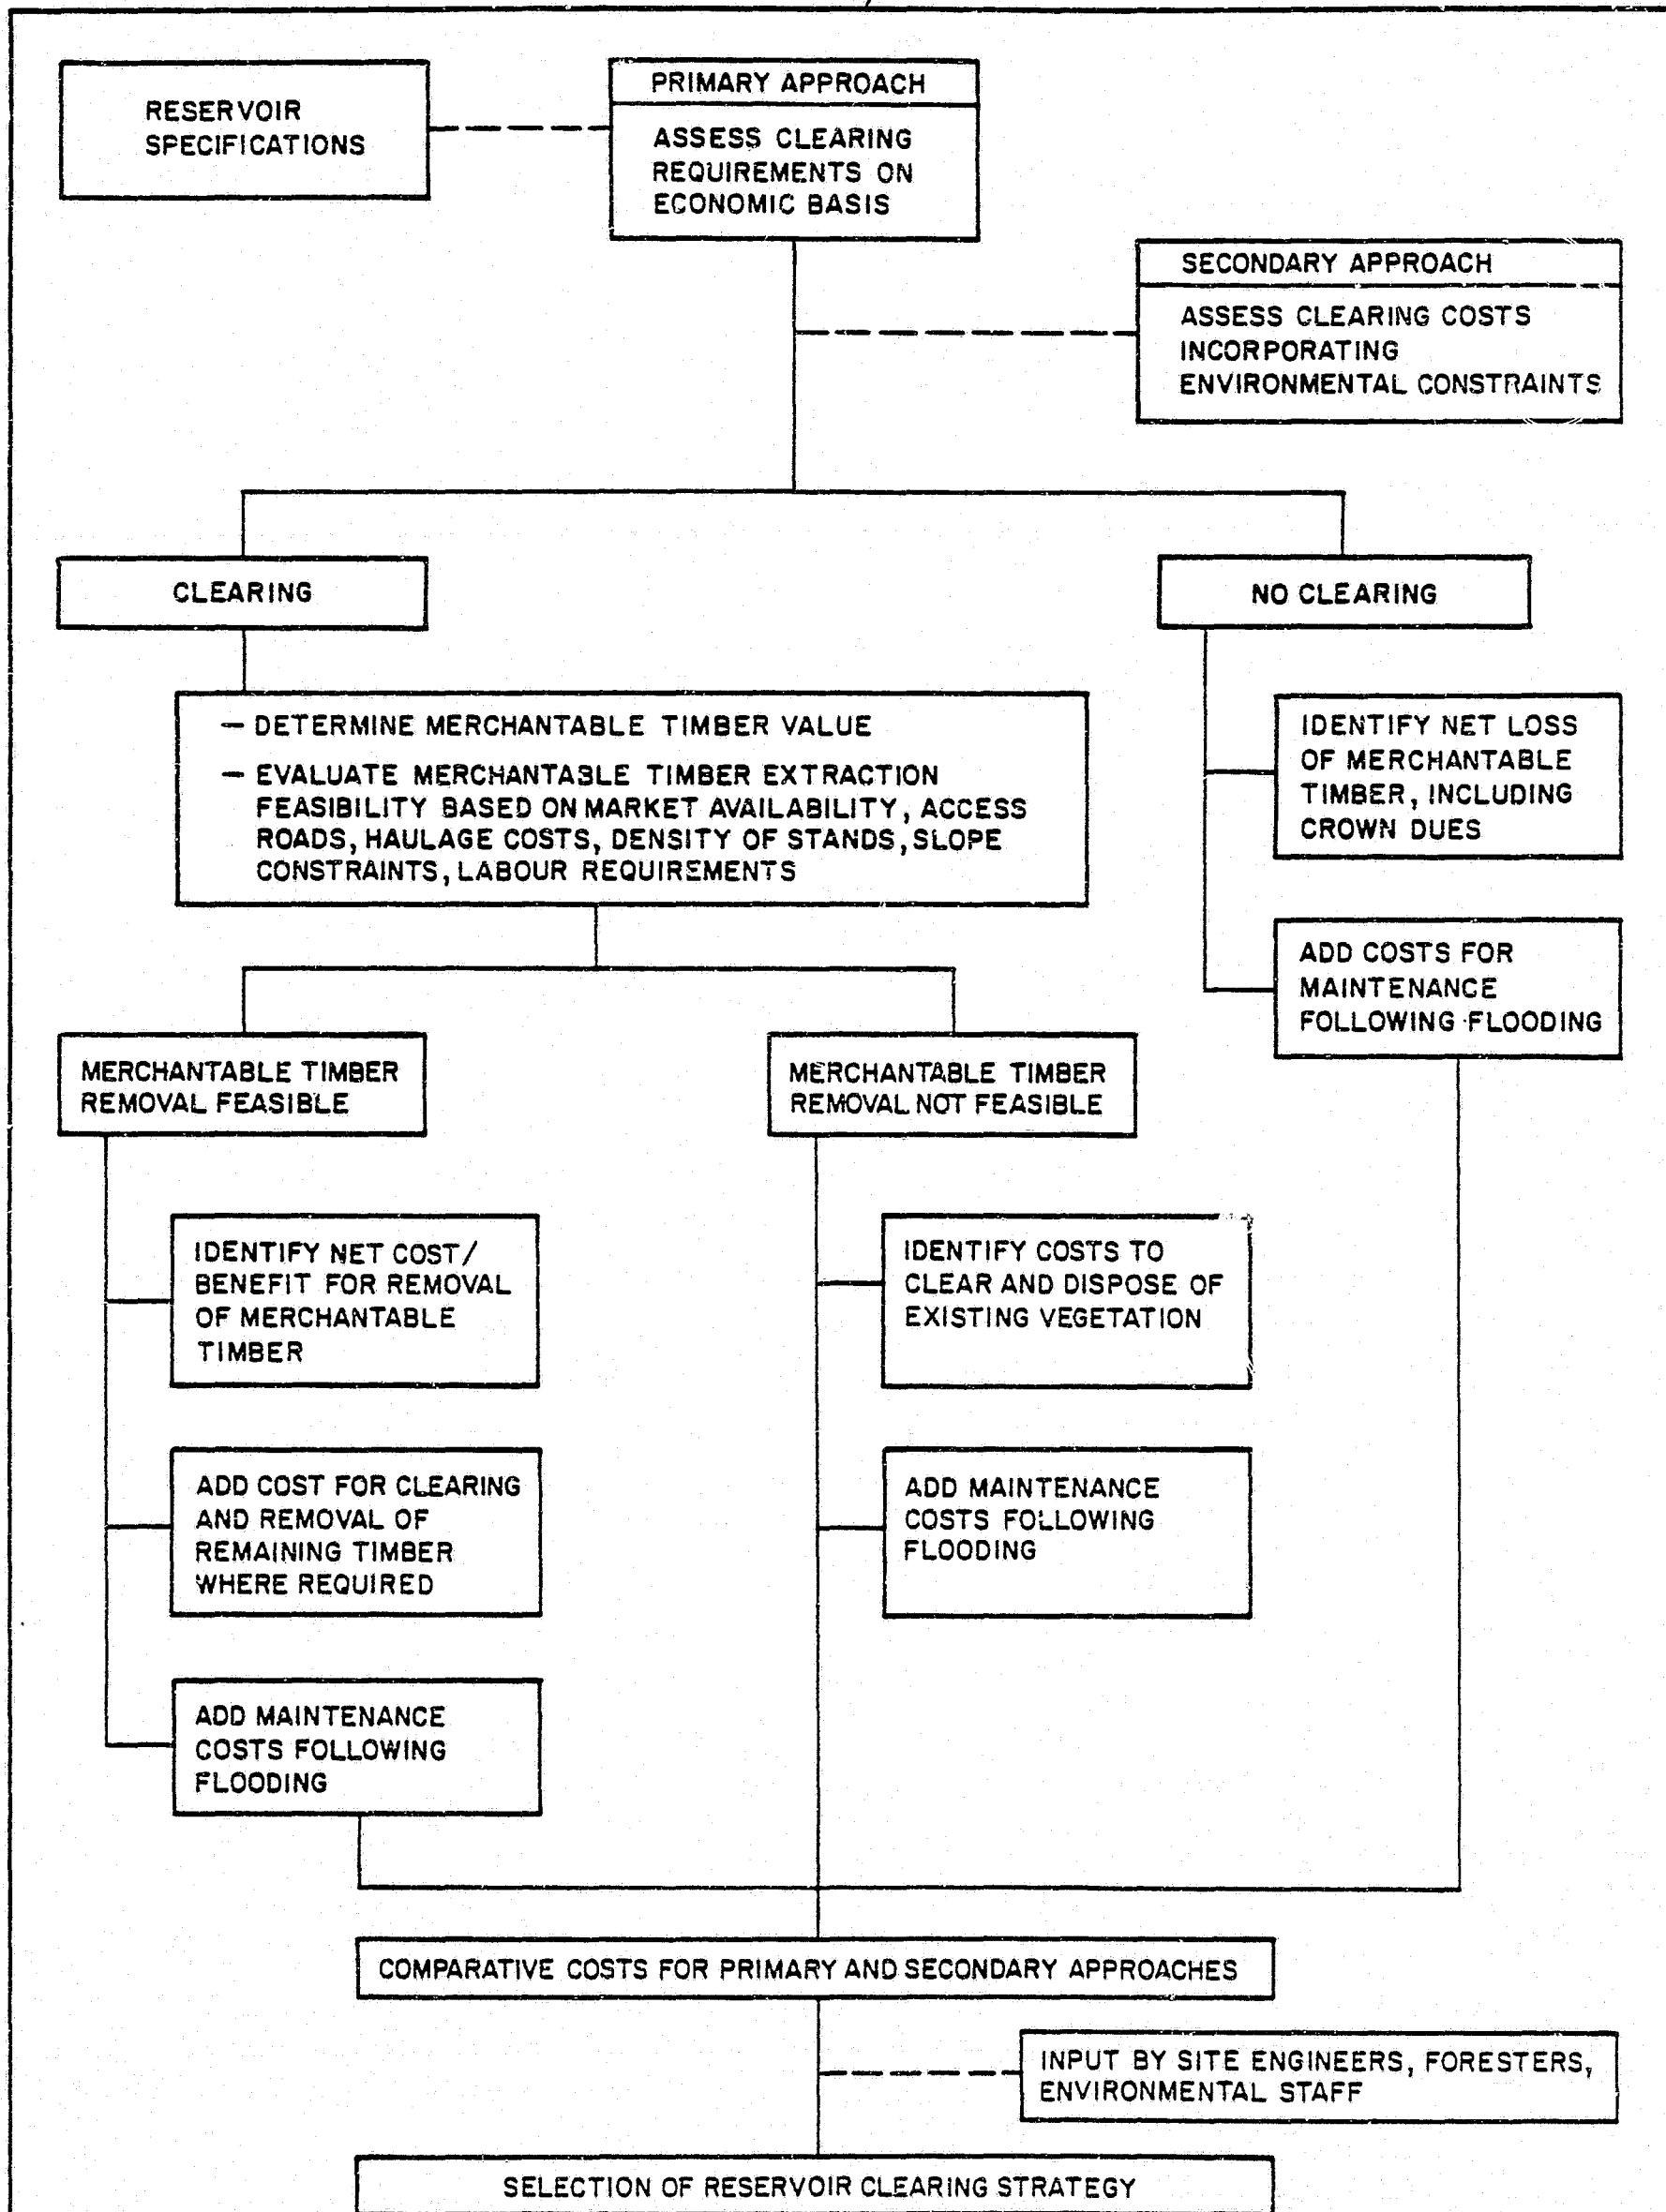 RESERVOIR
SPECIFICATIONS
PRIMARY APPROACH
ASSESS CLEARING
REQUIREMENTS ON
ECONOMIC BASIS
SECONDARY APPROACH
ASSESS CLEARING COSTS
INCORPORATING
ENVIRONMENTAL CONSTRAINTS
CLEARING
NO CLEARING
— DETERMINE MERCHANTABLE TIMBER VALUE
— EVALUATE MERCHANTABLE TIMBER EXTRACTION
FEASIBILITY BASED ON MARKET AVAILABILITY, ACCESS
ROADS, HAULAGE COSTS, DENSITY OF STANDS, SLOPE
CONSTRAINTS, LABOUR REQUIREMENTS
IDENTIFY NET LOSS
OF MERCHANTABLE
TIMBER, INCLUDING
CROWN DUES
ADD COSTS FOR
MAINTENANCE
FOLLOWING FLOODING
MERCHANTABLE TIMBER
REMOVAL FEASIBLE
MERCHANTABLE TIMBER
REMOVAL NOT FEASIBLE
IDENTIFY NET COST/
BENEFIT FOR REMOVAL
OF MERCHANTABLE
TIMBER
IDENTIFY COSTS TO
CLEAR AND DISPOSE OF
EXISTING VEGETATION
ADD COST FOR CLEARING
AND REMOVAL OF
REMAINING TIMBER
WHERE REQUIRED
ADD MAINTENANCE
COSTS FOLLOWING
FLOODING
ADD MAINTENANCE
COSTS FOLLOWING
FLOODING
COMPARATIVE COSTS FOR PRIMARY AND SECONDARY APPROACHES
INPUT BY SITE ENGINEERS, FORESTERS,
ENVIRONMENTAL STAFF
SELECTION OF RESERVOIR CLEARING STRATEGY